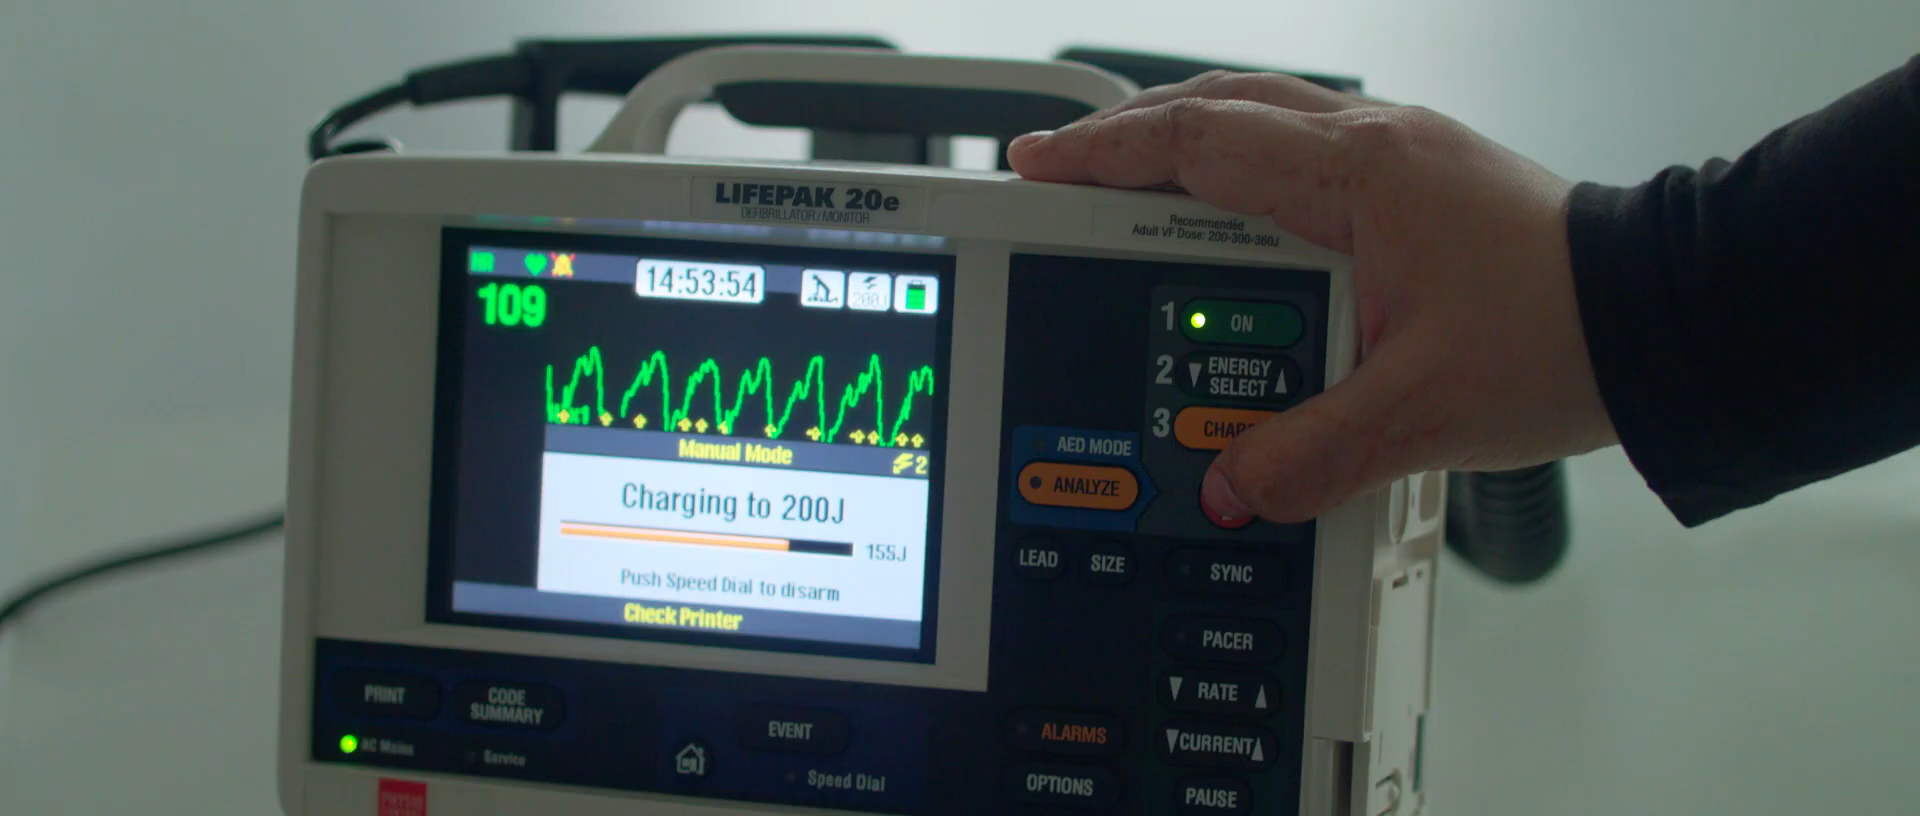 LIFEPAK 20e
DEFIBRILLATOR/MONITOR
Recommended
Adult VF Dose: 200-300-360J
HR
14:53:54
200J
109
x1
Manual Mode
2
Charging to 200J
155J
Push Speed Dial to disarm
Check Printer
1 ON
2 ENERGY
SELECT
3
AED MODE
ANALYZE
LEAD
SIZE
SYNC
PACER
RATE
CURRENT
PAUSE
ALARMS
OPTIONS
PRINT
CODE
SUMMARY
EVENT
AC Mains
Service
Speed Dial